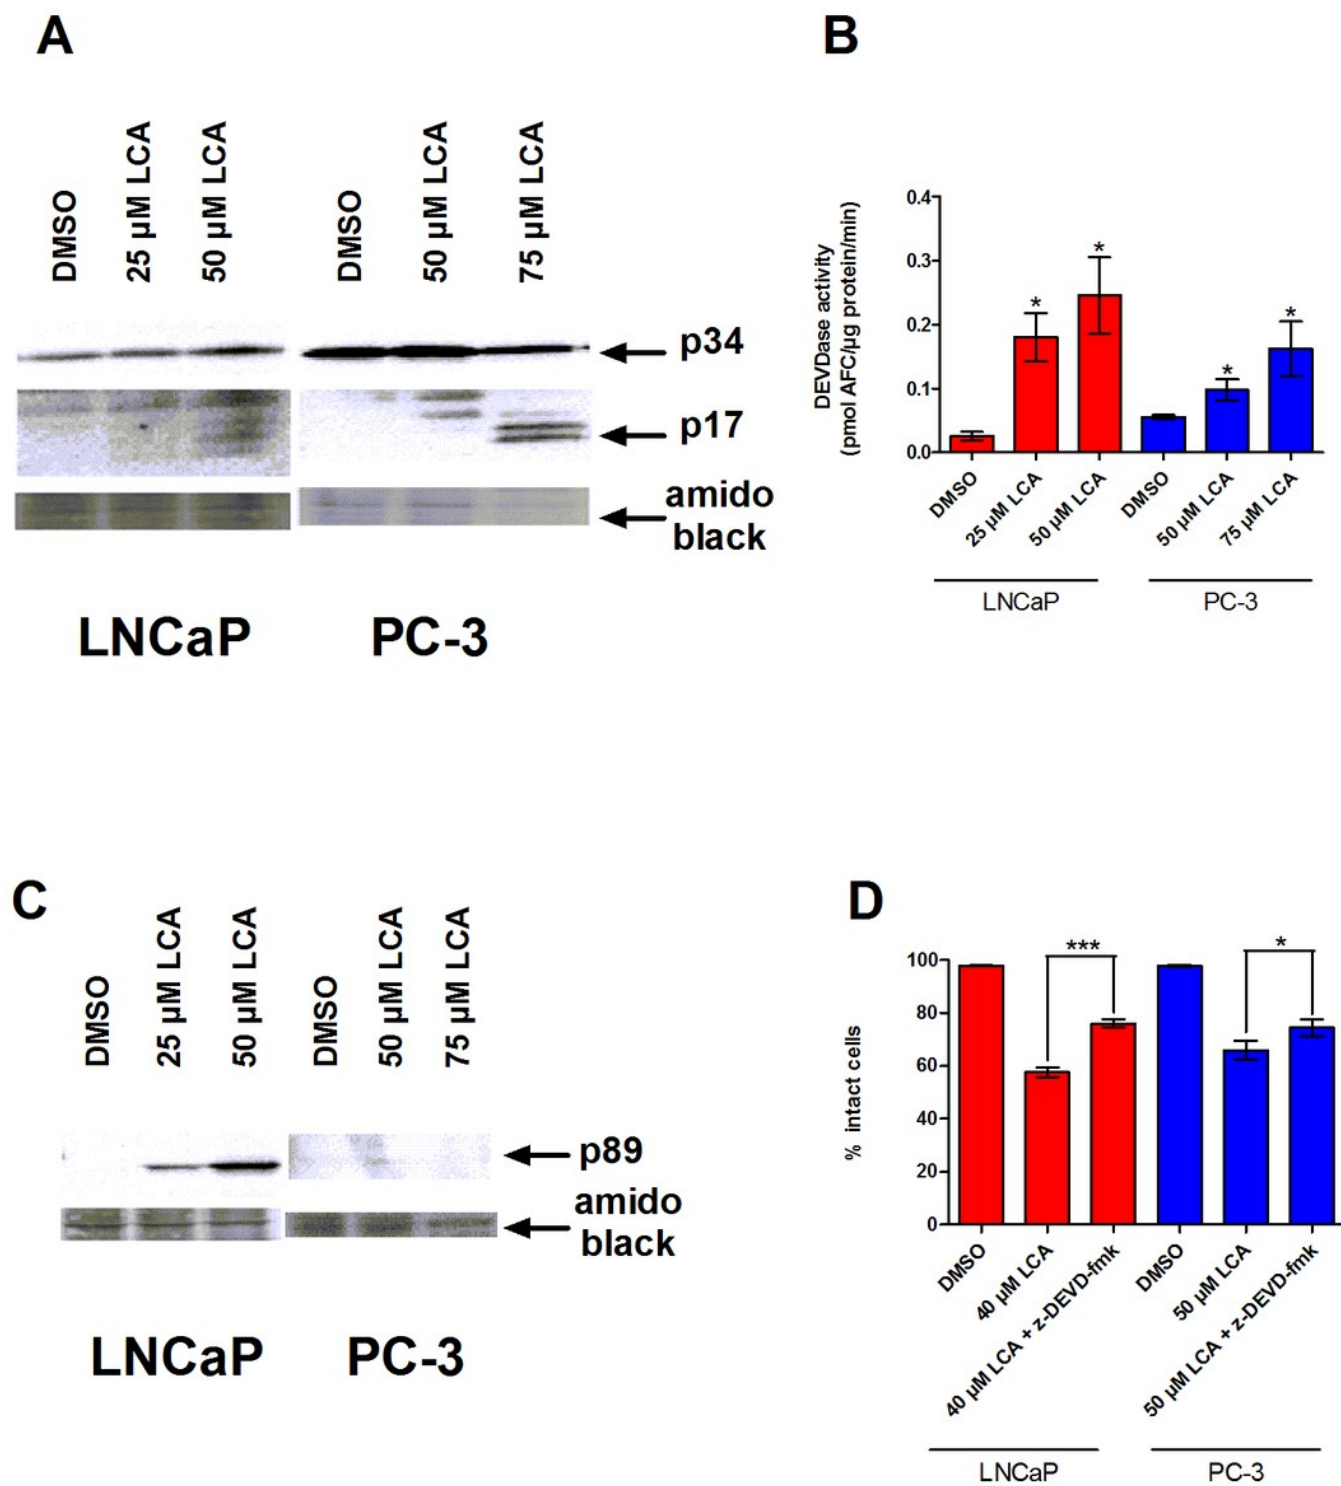 A
DMSO
25 µM LCA
50 µM LCA
DMSO
50 µM LCA
75 µM LCA
p34
p17
amido
black
LNCaP
PC-3
B
DEVDase activity
(pmol AFC/µg protein/min)
0.4
0.3
0.2
0.1
0.0
*
*
*
*
DMSO
25 µM LCA
50 µM LCA
DMSO
50 µM LCA
75 µM LCA
LNCaP
PC-3
C
DMSO
25 µM LCA
50 µM LCA
DMSO
50 µM LCA
75 µM LCA
p89
amido
black
LNCaP
PC-3
D
% intact cells
100
80
60
40
20
0
***
*
DMSO
40 µM LCA
40 µM LCA + z-DEVD-fmk
DMSO
50 µM LCA
50 µM LCA + z-DEVD-fmk
LNCaP
PC-3